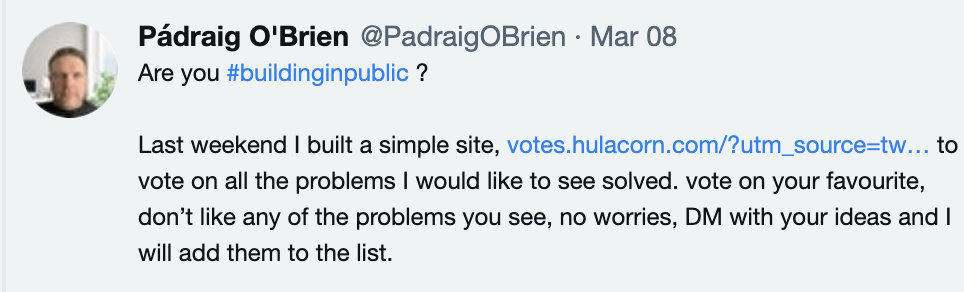 Pádraig O'Brien @PadraigOBrien · Mar 08
Are you #buildinginpublic ?
Last weekend I built a simple site, votes.hulacorn.com/?utm_source=tw… to
vote on all the problems I would like to see solved. vote on your favourite,
don’t like any of the problems you see, no worries, DM with your ideas and I
will add them to the list.